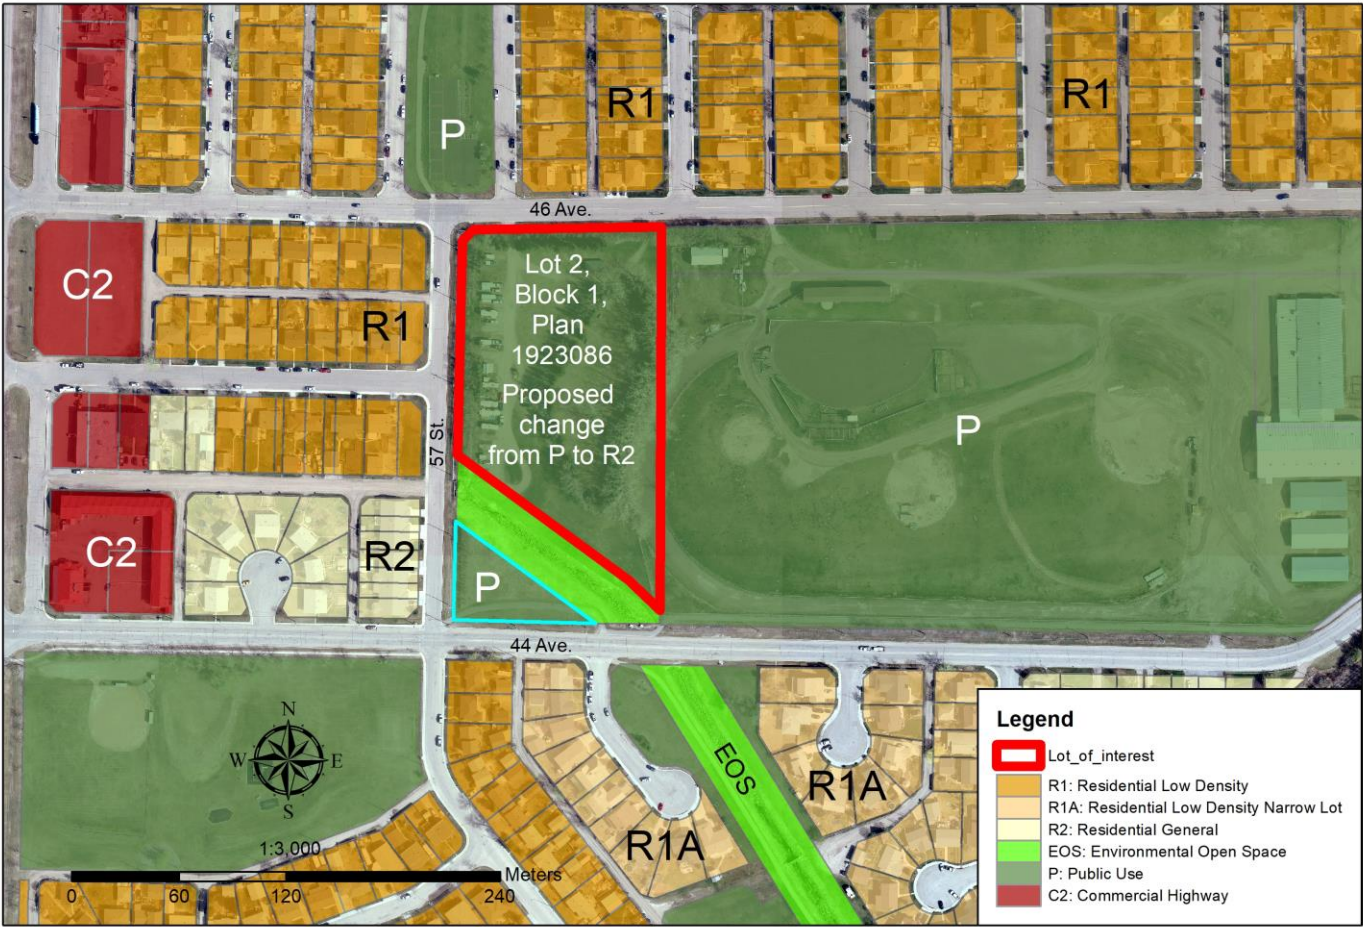 P
R1
R1
46 Ave.
C2
R1
Lot 2,
Block 1,
Plan
1923086
Proposed
change
from P to R2
P
57 St.
C2
R2
P
44 Ave.
EOS
R1A
R1A
N
W E
S
1:3,000
Meters
0 60 120 240
Legend
Lot_of_interest
R1: Residential Low Density
R1A: Residential Low Density Narrow Lot
R2: Residential General
EOS: Environmental Open Space
P: Public Use
C2: Commercial Highway